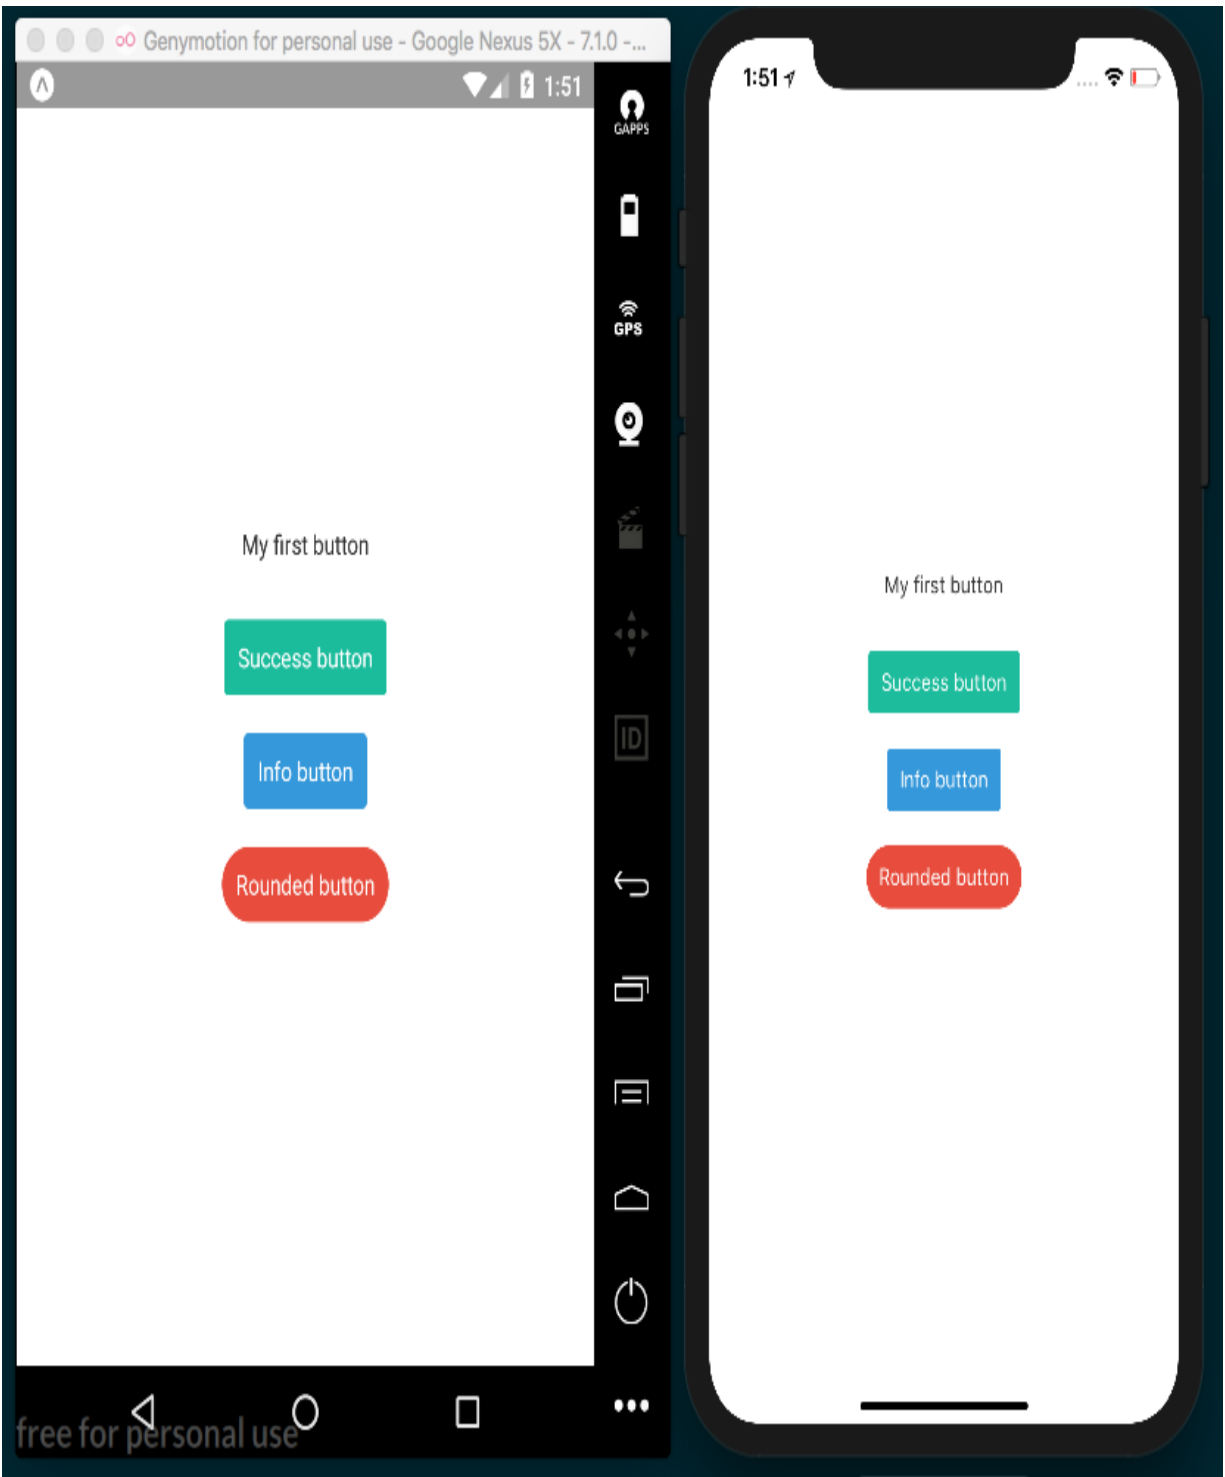 Genymotion for personal use - Google Nexus 5X - 7.1.0 -...
1:51
GAPPS
GPS
ID
My first button
Success button
Info button
Rounded button
free for personal use
1:51
My first button
Success button
Info button
Rounded button